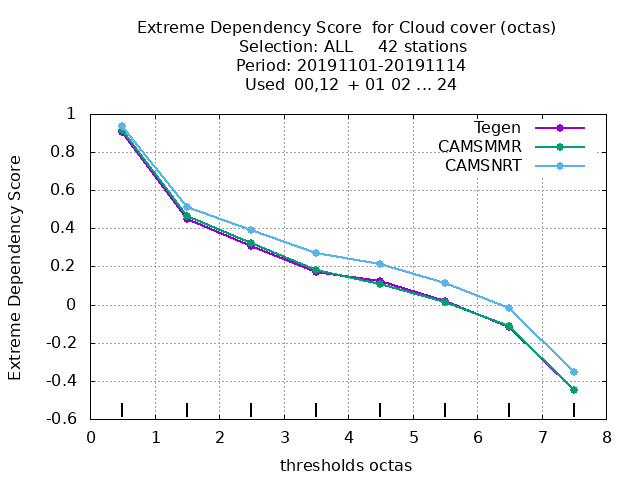 Extreme Dependency Score  for Cloud cover (octas)
Selection: ALL     42 stations
Period: 20191101-20191114
Used  00,12  + 01 02 ... 24
Extreme Dependency Score
1
0.8
0.6
0.4
0.2
0
-0.2
-0.4
-0.6
Tegen
CAMSMMR
CAMSNRT
0 1 2 3 4 5 6 7 8
thresholds octas